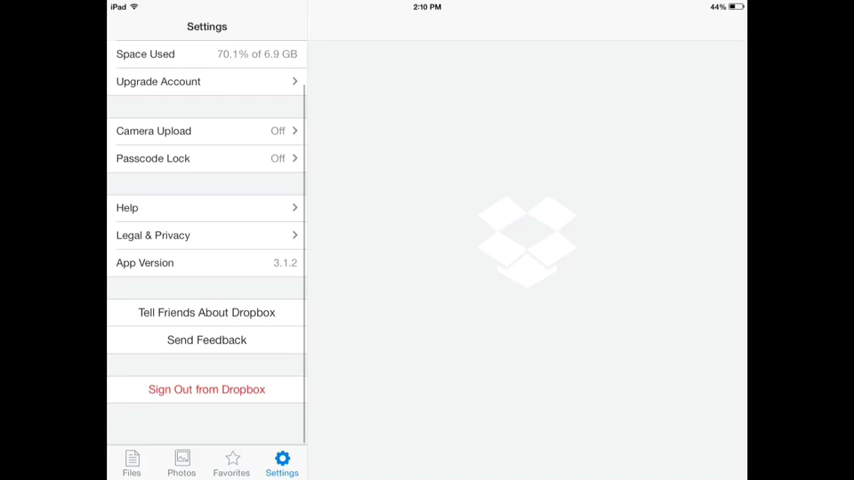 iPad 2:10 PM 44%
Settings
Space Used 70.1% of 6.9 GB
Upgrade Account
Camera Upload Off
Passcode Lock Off
Help
Legal & Privacy
App Version 3.1.2
Tell Friends About Dropbox
Send Feedback
Sign Out from Dropbox
Files Photos Favorites Settings